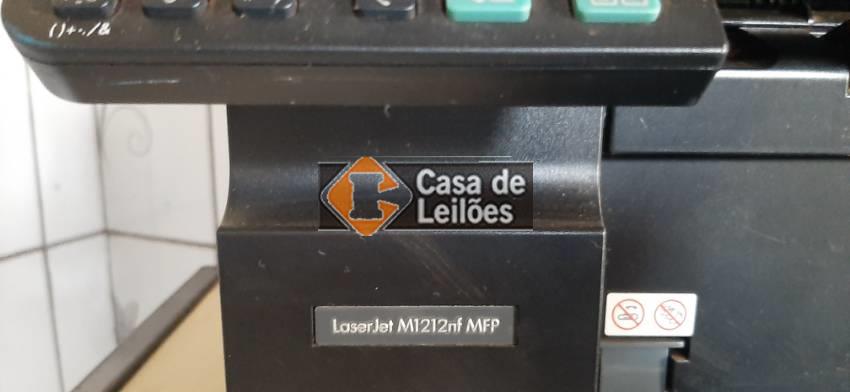 ()+-./&
Casa de
Leilões
LaserJet M1212nf MFP